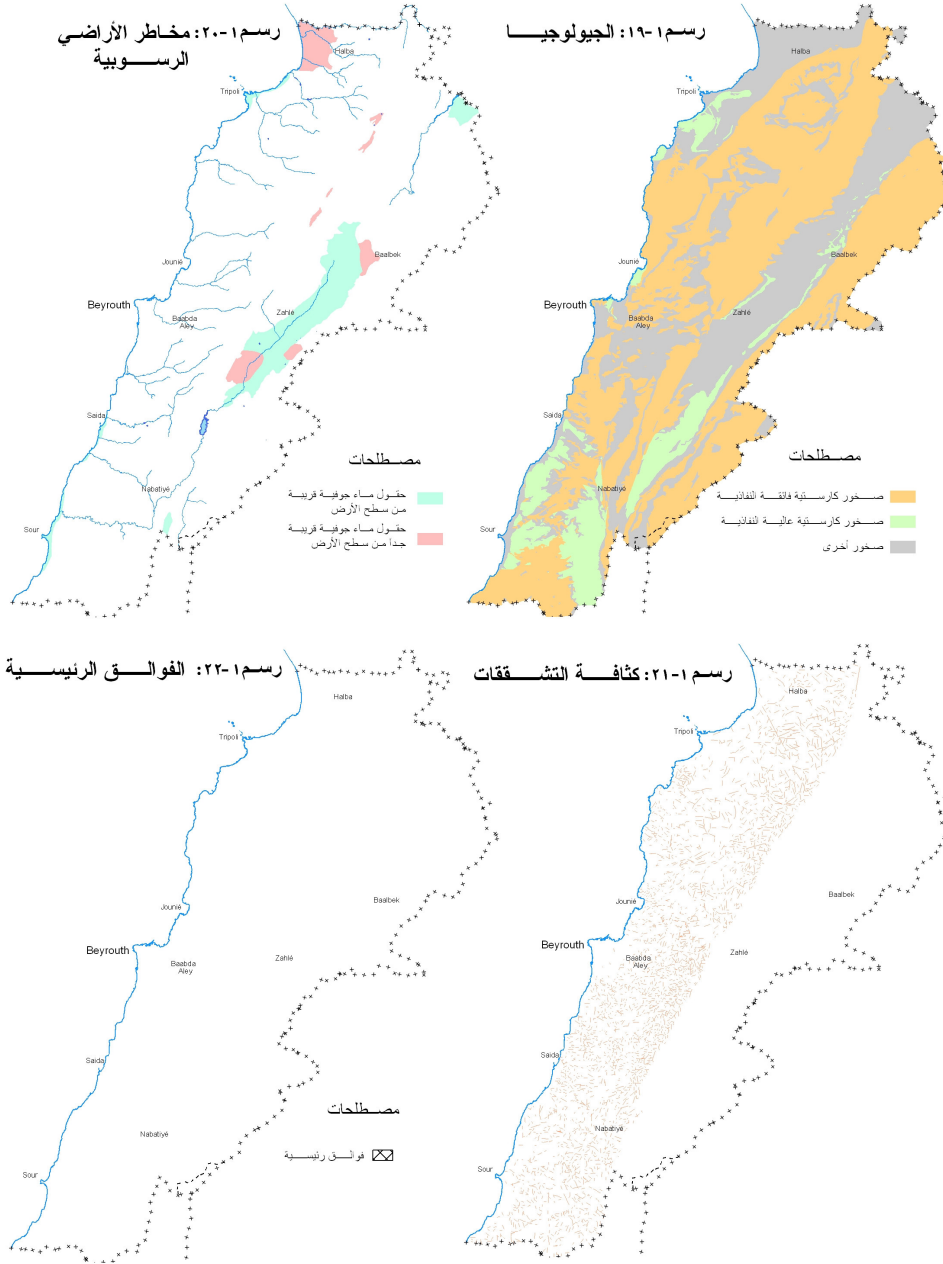 رسم ١-١٩: الجيولوجيا
Halba
Tripoli
Jounié
Baalbek
Beyrouth
Baabda
Aley
Zahlé
Saida
Nabatiyé
Sour
مصطلحات
صخور كارستية فائقة النفاذية
صخور كارستية عالية النفاذية
صخور أخرى
رسم ١-٢٠: مخاطر الأراضي
الرسوبية
Halba
Tripoli
Jounié
Baalbek
Beyrouth
Baabda
Aley
Zahlé
Saida
Nabatiyé
Sour
مصطلحات
حقول ماء جوفية قريبة
من سطح الأرض
حقول ماء جوفية قريبة
جدا من سطح الأرض
رسم ١-٢١: كثافة التشققات
Halba
Tripoli
Jounié
Baalbek
Beyrouth
Baabda
Aley
Zahlé
Saida
Nabatiyé
Sour
رسم ١-٢٢: الفوالق الرئيسية
Halba
Tripoli
Jounié
Baalbek
Beyrouth
Baabda
Aley
Zahlé
Saida
Nabatiyé
Sour
مصطلحات
فوالق رئيسية